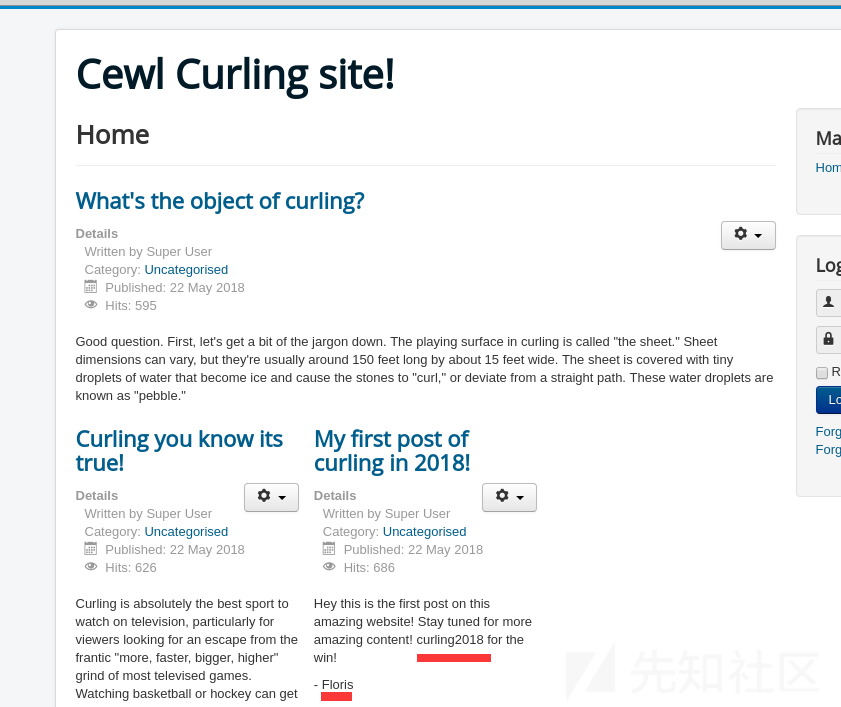 Cewl Curling site!
Home
What's the object of curling?
Details
Written by Super User
Category: Uncategorised
Published: 22 May 2018
Hits: 595
Good question. First, let's get a bit of the jargon down. The playing surface in curling is called "the sheet." Sheet
dimensions can vary, but they're usually around 150 feet long by about 15 feet wide. The sheet is covered with tiny
droplets of water that become ice and cause the stones to "curl," or deviate from a straight path. These water droplets are
known as "pebble."
Curling you know its
true!
Details
Written by Super User
Category: Uncategorised
Published: 22 May 2018
Hits: 626
Curling is absolutely the best sport to
watch on television, particularly for
viewers looking for an escape from the
frantic "more, faster, bigger, higher"
grind of most televised games.
Watching basketball or hockey can get
My first post of
curling in 2018!
Details
Written by Super User
Category: Uncategorised
Published: 22 May 2018
Hits: 686
Hey this is the first post on this
amazing website! Stay tuned for more
amazing content! curling2018 for the
win!
- Floris
Ma
Hom
Log
R
Lo
Forg
Forg
先知社区